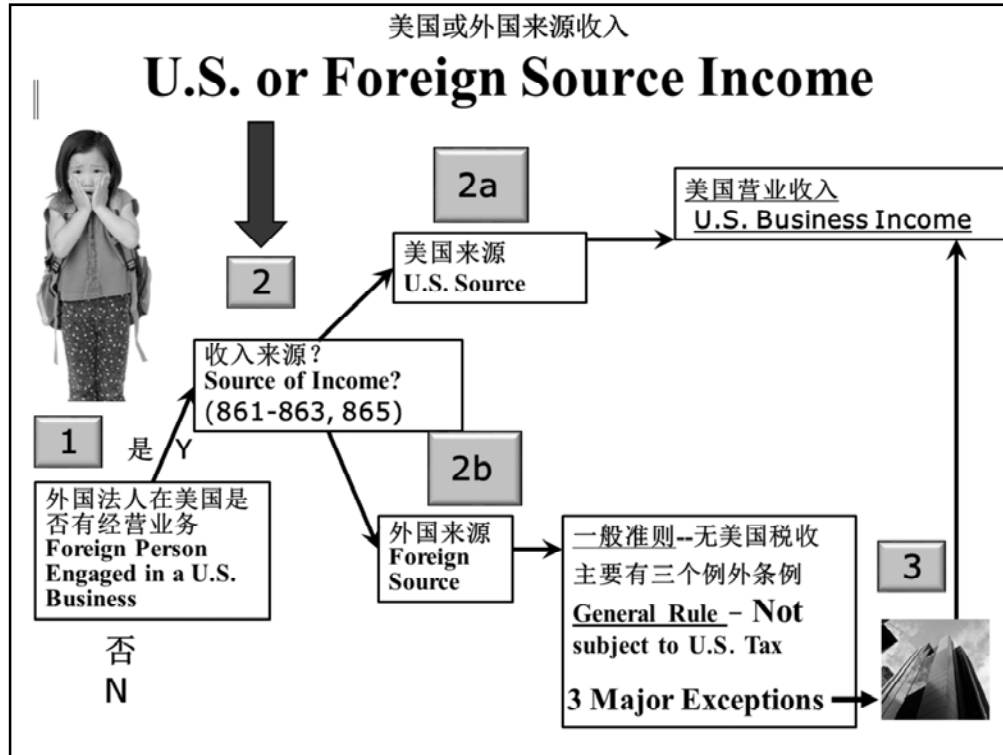 美国或外国来源收入
U.S. or Foreign Source Income
2a
美国营业收入
U.S. Business Income
2
美国来源
U.S. Source
收入来源?
Source of Income?
(861-863, 865)
1
是 Y
2b
外国法人在美国是
否有经营业务
Foreign Person
Engaged in a U.S.
Business
外国来源
Foreign
Source
一般准则--无美国税收
主要有三个例外条例
General Rule – Not
subject to U.S. Tax
3 Major Exceptions
3
否
N